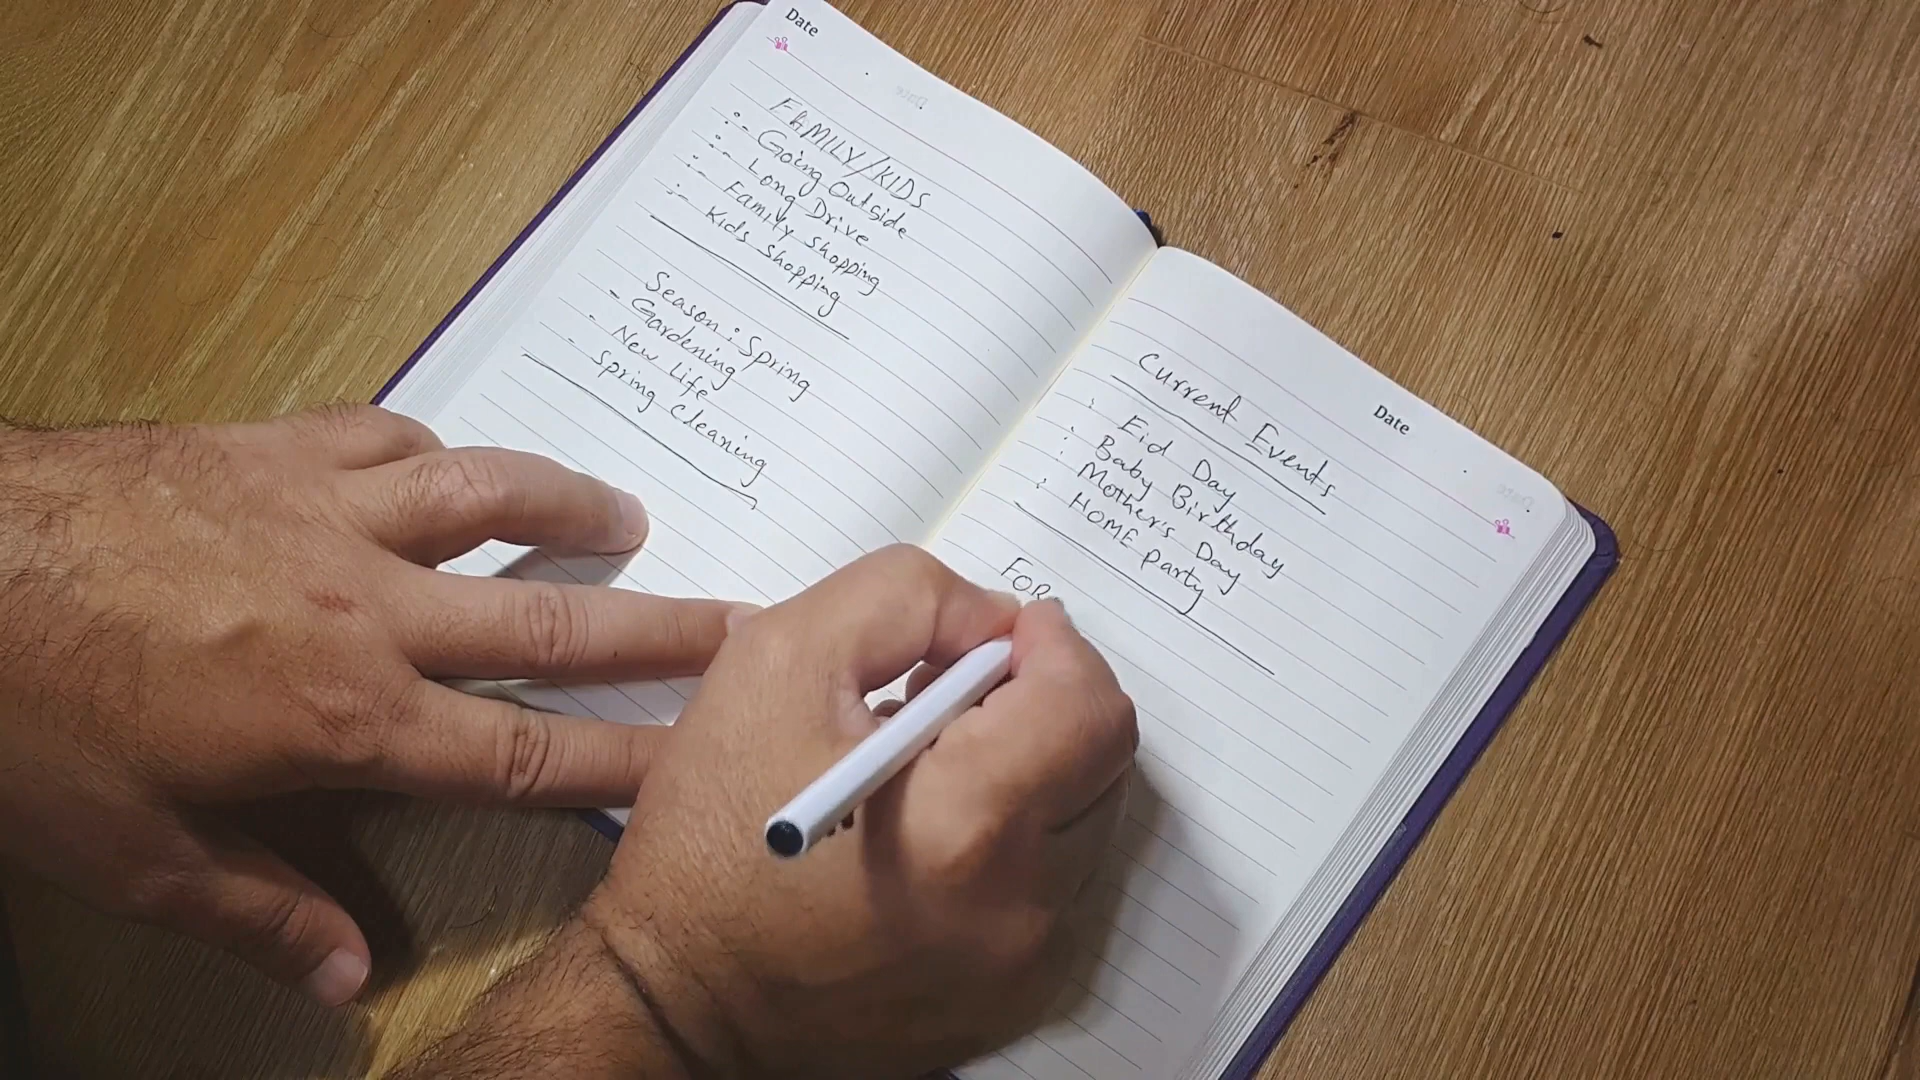 Date
FAMILY/KIDS
:- Going Outside
:- Long Drive
:- Family shopping
:- Kids shopping
Season : Spring
- Gardening
- New Life
- Spring Cleaning
Date
Current Events
: Eid Day
: Baby Birthday
: Mother's Day
: HOME party
FOR